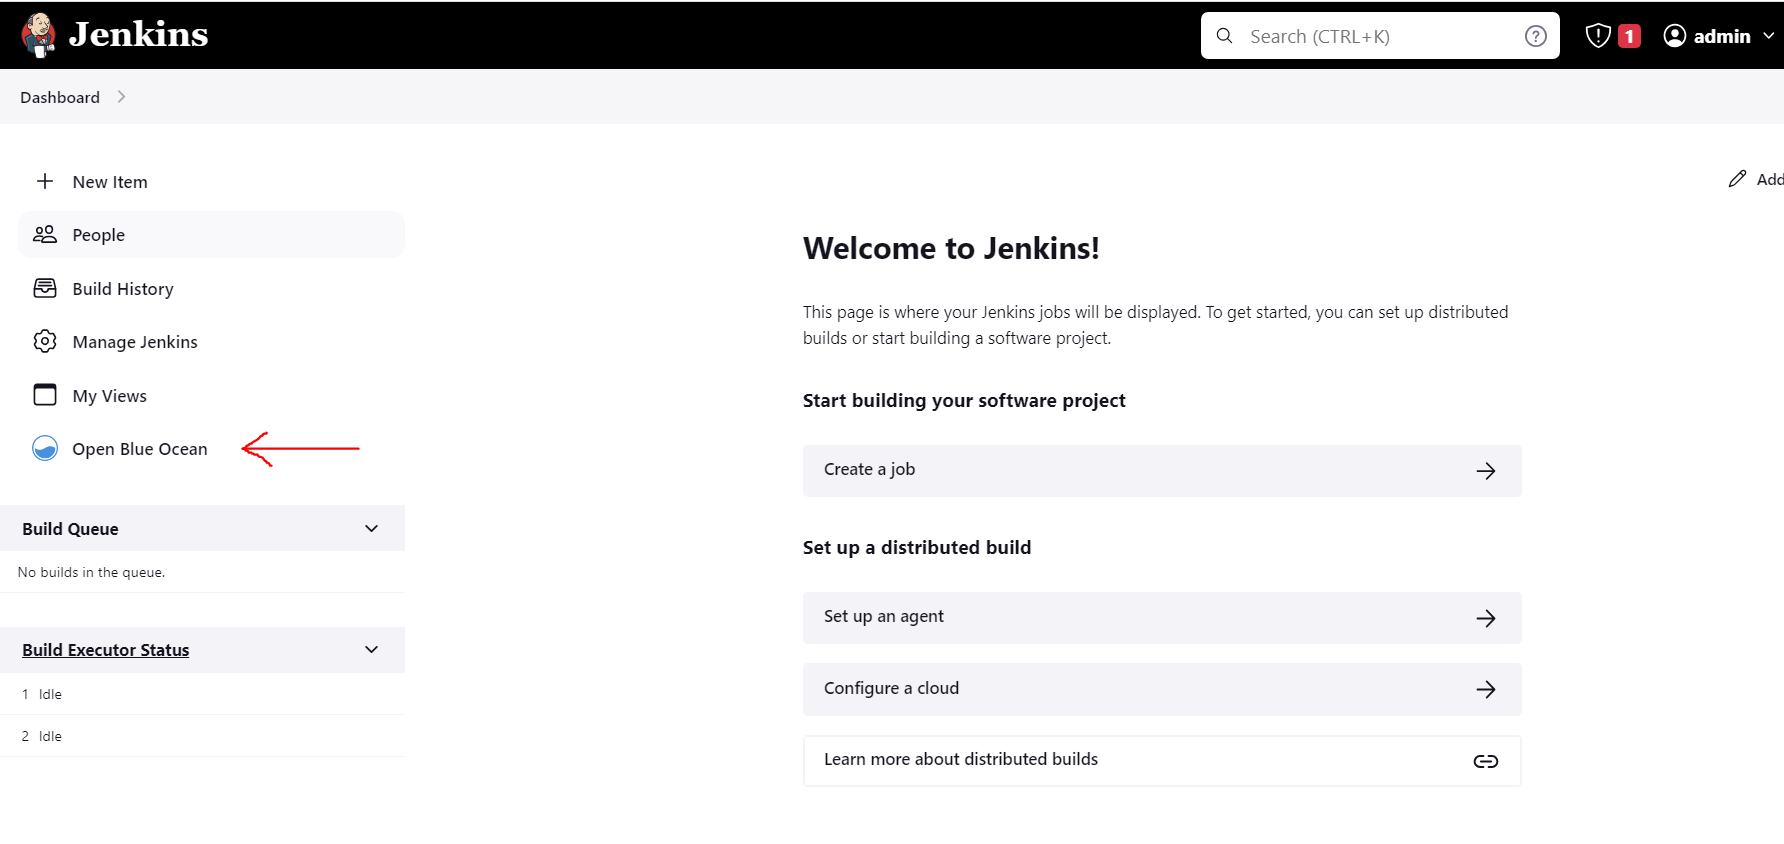 Jenkins
Search (CTRL+K)
1
admin
Dashboard
New Item
People
Build History
Manage Jenkins
My Views
Open Blue Ocean
Build Queue
No builds in the queue.
Build Executor Status
1 Idle
2 Idle
Add
Welcome to Jenkins!
This page is where your Jenkins jobs will be displayed. To get started, you can set up distributed
builds or start building a software project.
Start building your software project
Create a job
Set up a distributed build
Set up an agent
Configure a cloud
Learn more about distributed builds